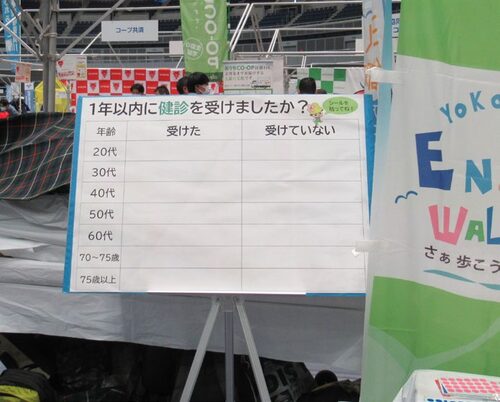 コープ共済
CO-OP
1年以内に健診を受けましたか?
シールを
貼ってね!
年齢 受けた 受けていない
20代
30代
40代
50代
60代
70～75歳
75歳以上
YOKO
EN
WAL
さぁ 歩こう